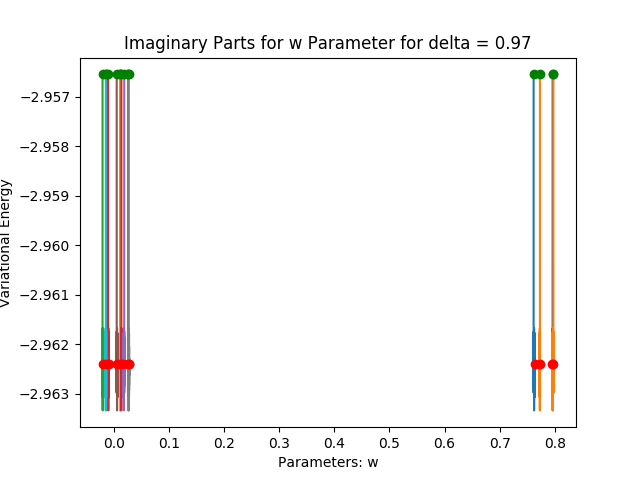 Imaginary Parts for w Parameter for delta = 0.97
Variational Energy
−2.957
−2.958
−2.959
−2.960
−2.961
−2.962
−2.963
0.0 0.1 0.2 0.3 0.4 0.5 0.6 0.7 0.8
Parameters: w